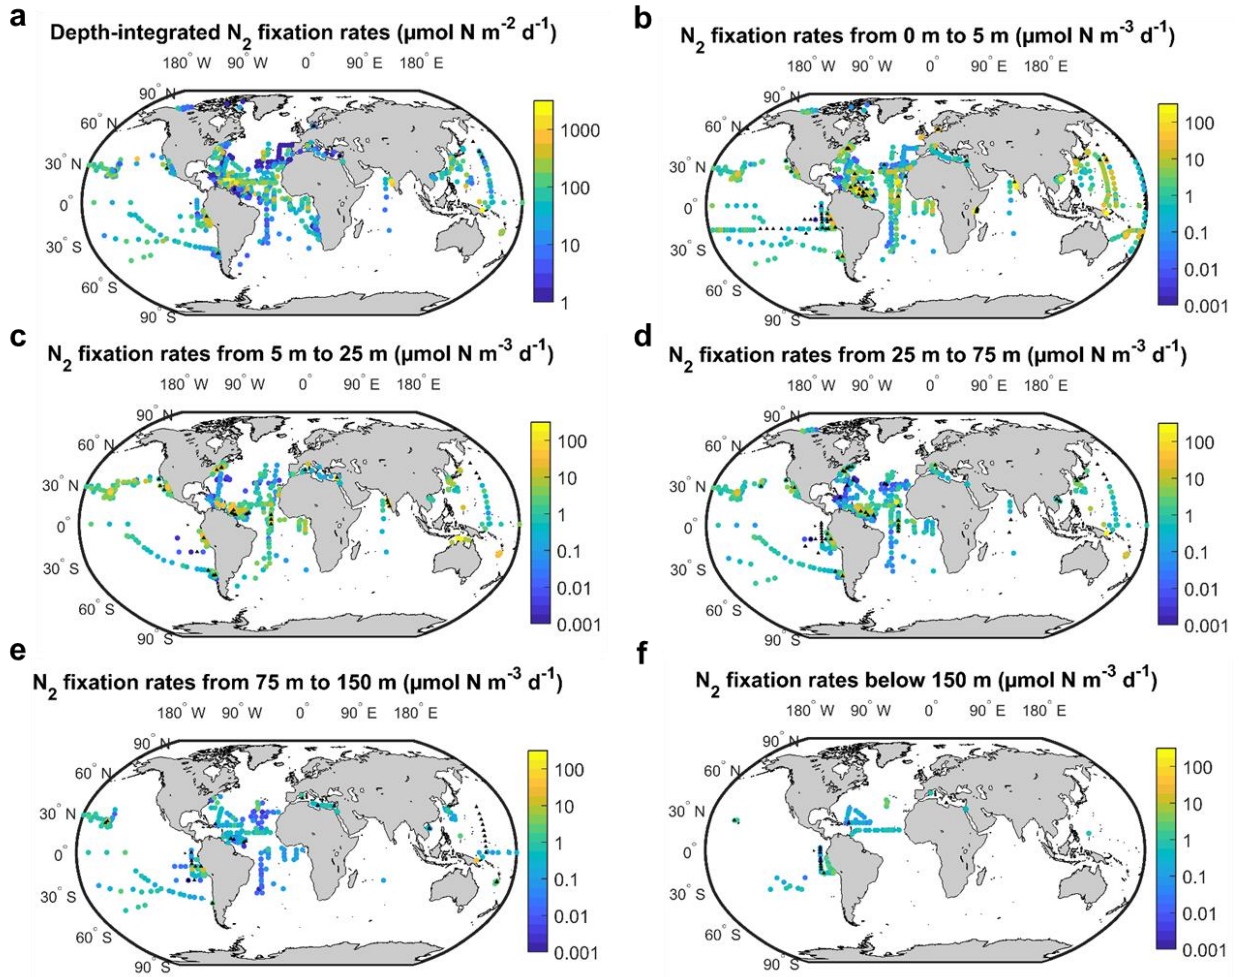 a
Depth-integrated N₂ fixation rates (µmol N m⁻² d⁻¹)
180° W 90° W 0° E 90° E 180° E
90° N
60° N
30° N
0°
30° S
60° S
90° S
1000
100
10
1
b
N₂ fixation rates from 0 m to 5 m (µmol N m⁻³ d⁻¹)
180° W 90° W 0° E 90° E 180° E
90° N
60° N
30° N
0°
30° S
60° S
90° S
100
10
1
0.1
0.01
0.001
c
N₂ fixation rates from 5 m to 25 m (µmol N m⁻³ d⁻¹)
180° W 90° W 0° E 90° E 180° E
90° N
60° N
30° N
0°
30° S
60° S
90° S
100
10
1
0.1
0.01
0.001
d
N₂ fixation rates from 25 m to 75 m (µmol N m⁻³ d⁻¹)
180° W 90° W 0° E 90° E 180° E
90° N
60° N
30° N
0°
30° S
60° S
90° S
100
10
1
0.1
0.01
0.001
e
N₂ fixation rates from 75 m to 150 m (µmol N m⁻³ d⁻¹)
180° W 90° W 0° E 90° E 180° E
90° N
60° N
30° N
0°
30° S
60° S
90° S
100
10
1
0.1
0.01
0.001
f
N₂ fixation rates below 150 m (µmol N m⁻³ d⁻¹)
180° W 90° W 0° E 90° E 180° E
90° N
60° N
30° N
0°
30° S
60° S
90° S
100
10
1
0.1
0.01
0.001